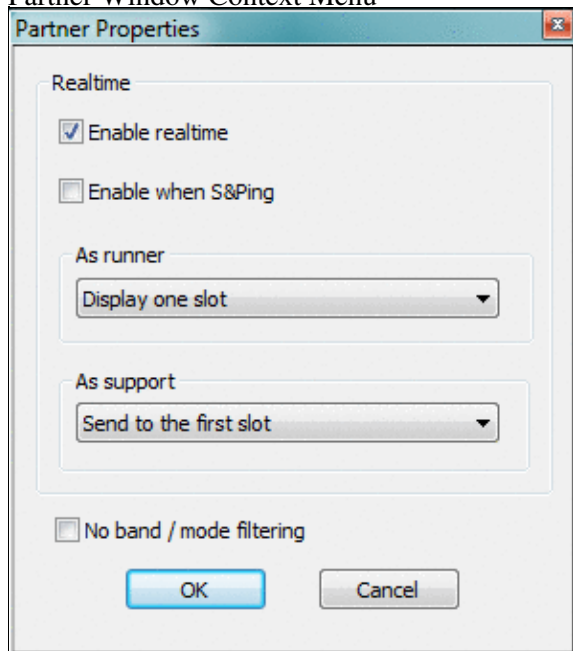 Partner Window Context Menu
Partner Properties
Realtime
Enable realtime
Enable when S&Ping
As runner
Display one slot
As support
Send to the first slot
No band / mode filtering
OK
Cancel